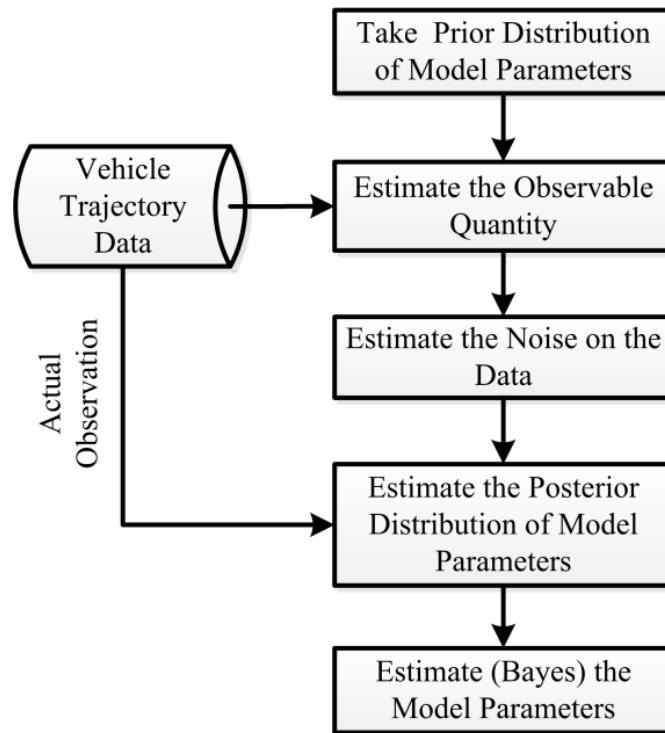 Take Prior Distribution
of Model Parameters
Vehicle
Trajectory
Data
Estimate the Observable
Quantity
Estimate the Noise on the
Data
Actual
Observation
Estimate the Posterior
Distribution of Model
Parameters
Estimate (Bayes) the
Model Parameters